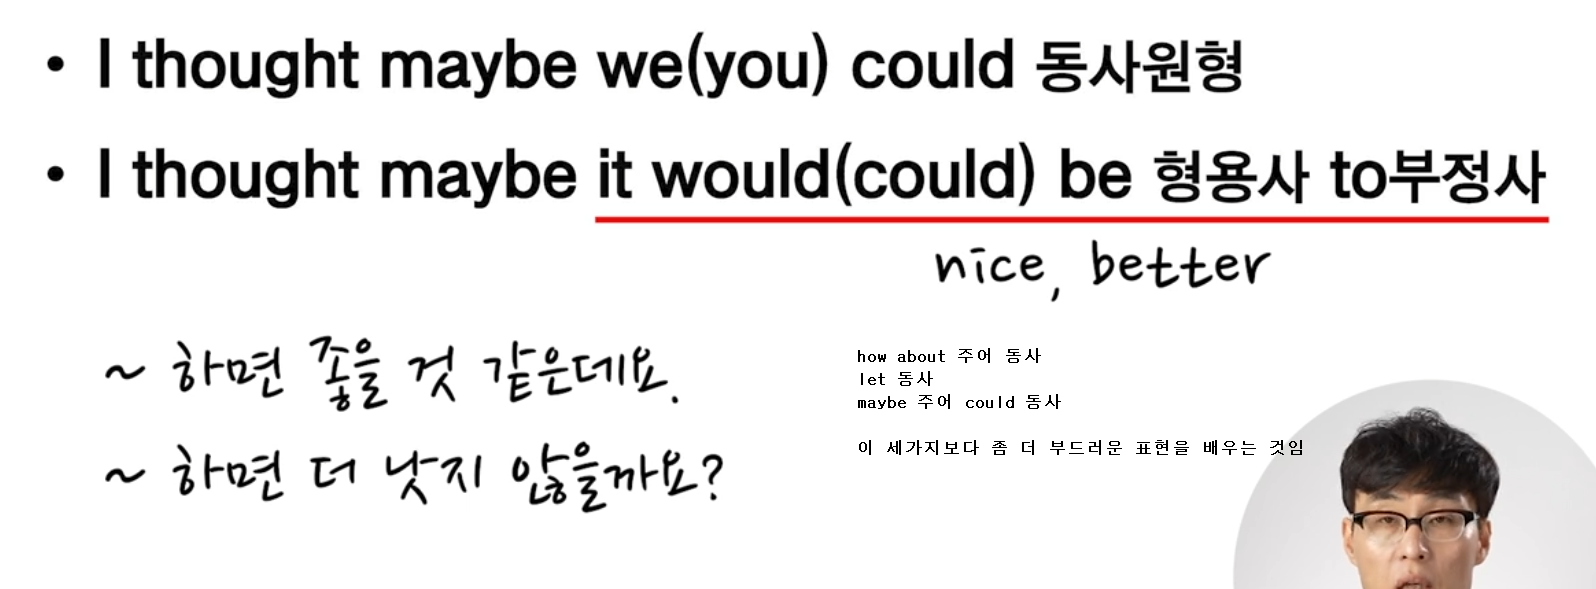 • I thought maybe we(you) could 동사원형
• I thought maybe it would(could) be 형용사 to부정사
nice, better
~ 하면 좋을 것 같은데요.
~ 하면 더 낫지 않을까요?
how about 주어 동사
let 동사
maybe 주어 could 동사
이 세가지보다 좀 더 부드러운 표현을 배우는 것임